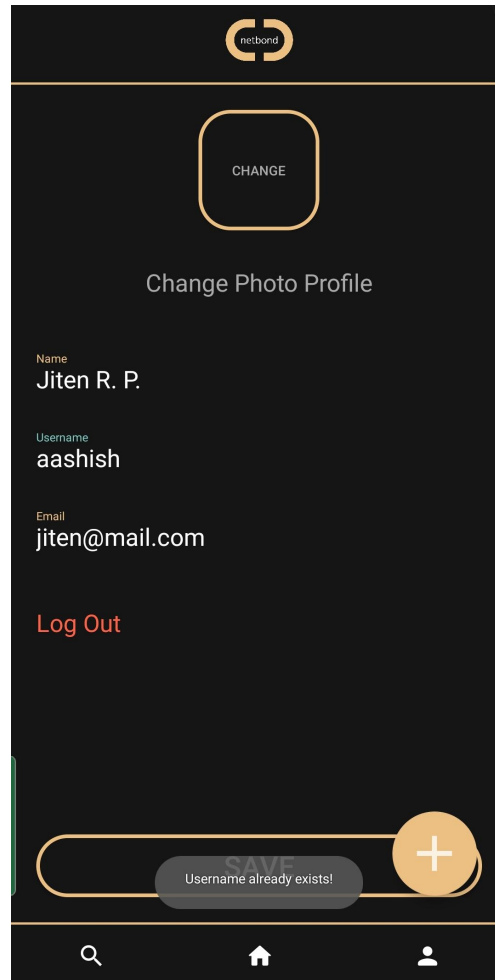 netbond
CHANGE
Change Photo Profile
Name
Jiten R. P.
Username
aashish
Email
jiten@mail.com
Log Out
SAVE
Username already exists!